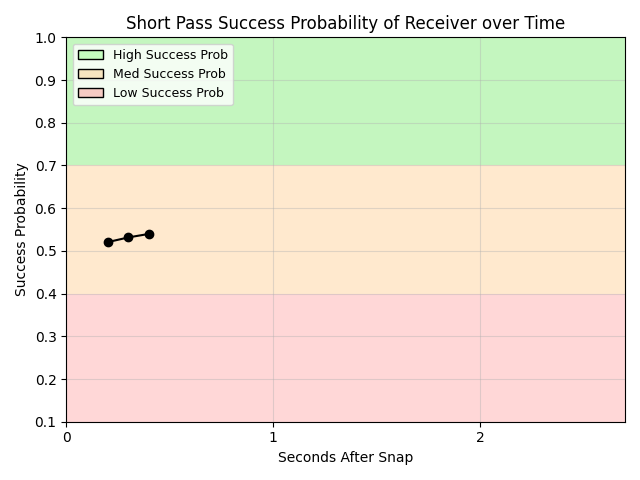 Short Pass Success Probability of Receiver over Time
1.0
High Success Prob
Med Success Prob
Low Success Prob
0.9
0.8
0.7
0.6
0.5
0.4
0.3
0.2
0.1
Success Probability
0
1
2
Seconds After Snap